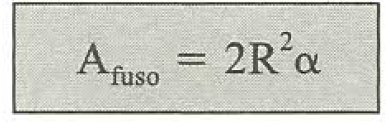 A_fuso = 2R²α